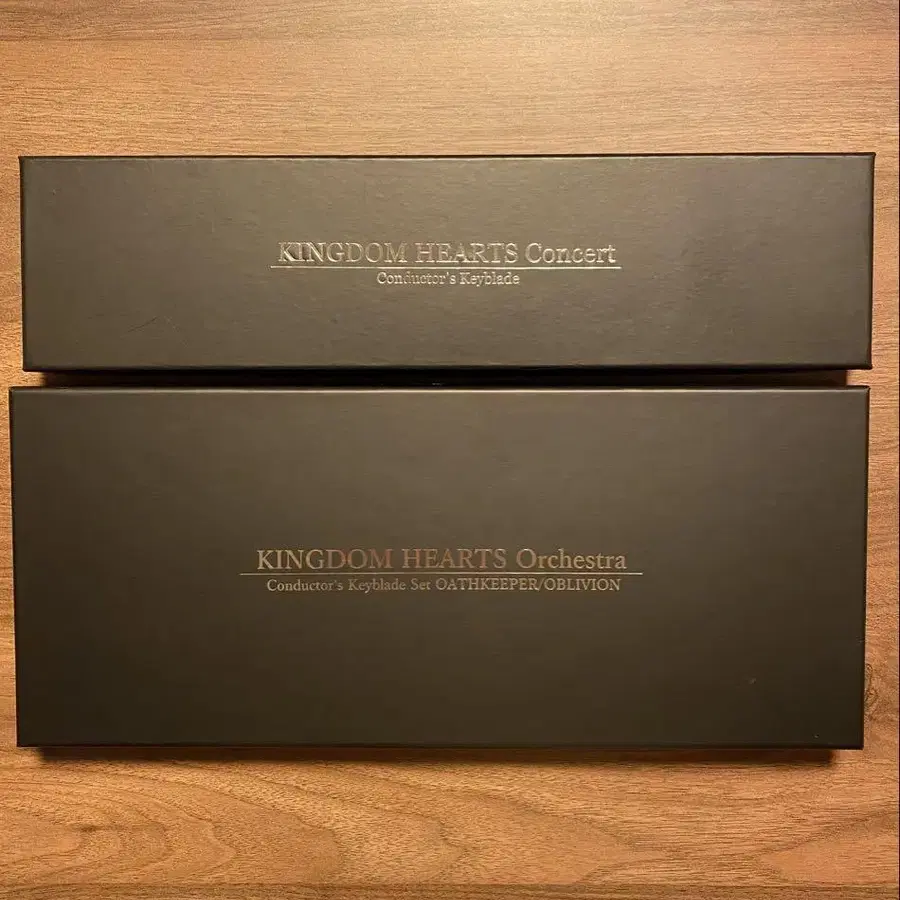 KINGDOM HEARTS Concert
Conductor's Keyblade
KINGDOM HEARTS Orchestra
Conductor's Keyblade Set OATHKEEPER/OBLIVION